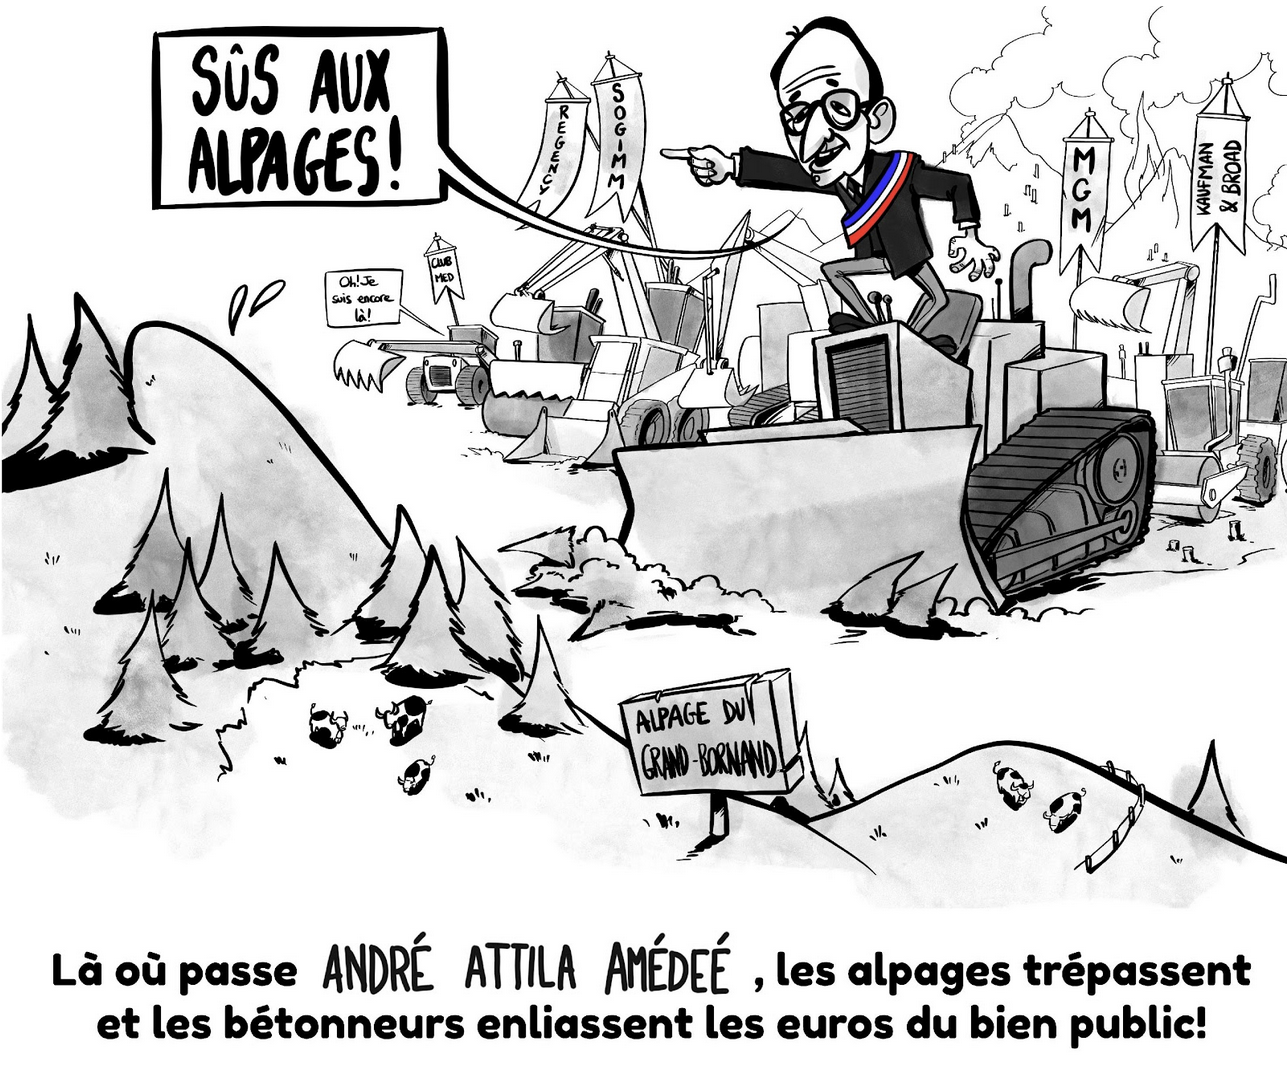 SÛS AUX
ALPAGES!
REGENCY
SOGIMM
MGM
KAUFMAN
& BROAD
CLUB
MED
Oh! Je
suis encore
là!
ALPAGE DU
GRAND-BORNAND
Là où passe ANDRÉ ATTILA AMÉDEÉ , les alpages trépassent
et les bétonneurs enliassent les euros du bien public!